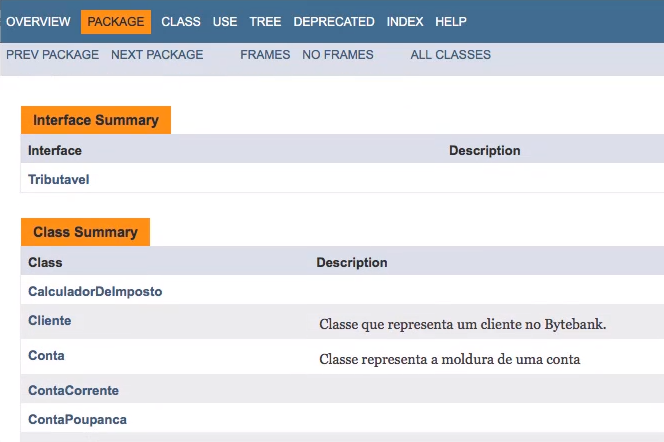 OVERVIEW PACKAGE CLASS USE TREE DEPRECATED INDEX HELP
PREV PACKAGE NEXT PACKAGE FRAMES NO FRAMES ALL CLASSES
Interface Summary
Interface Description
Tributavel
Class Summary
Class Description
CalculadorDeImposto
Cliente Classe que representa um cliente no Bytebank.
Conta Classe representa a moldura de uma conta
ContaCorrente
ContaPoupanca